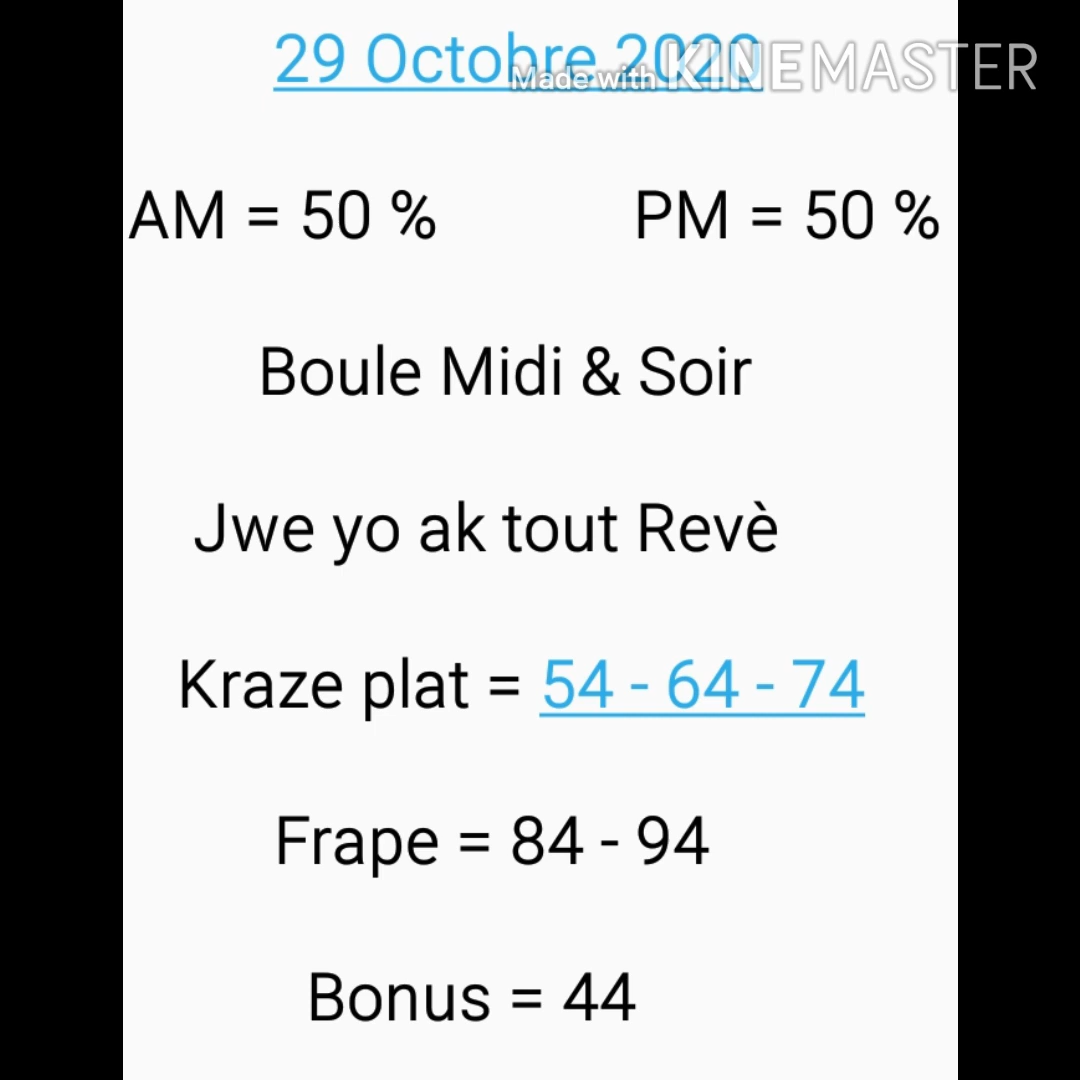 29 Octobre 2020
Made with KINEMASTER
AM = 50 % PM = 50 %
Boule Midi & Soir
Jwe yo ak tout Revè
Kraze plat = 54 - 64 - 74
Frape = 84 - 94
Bonus = 44